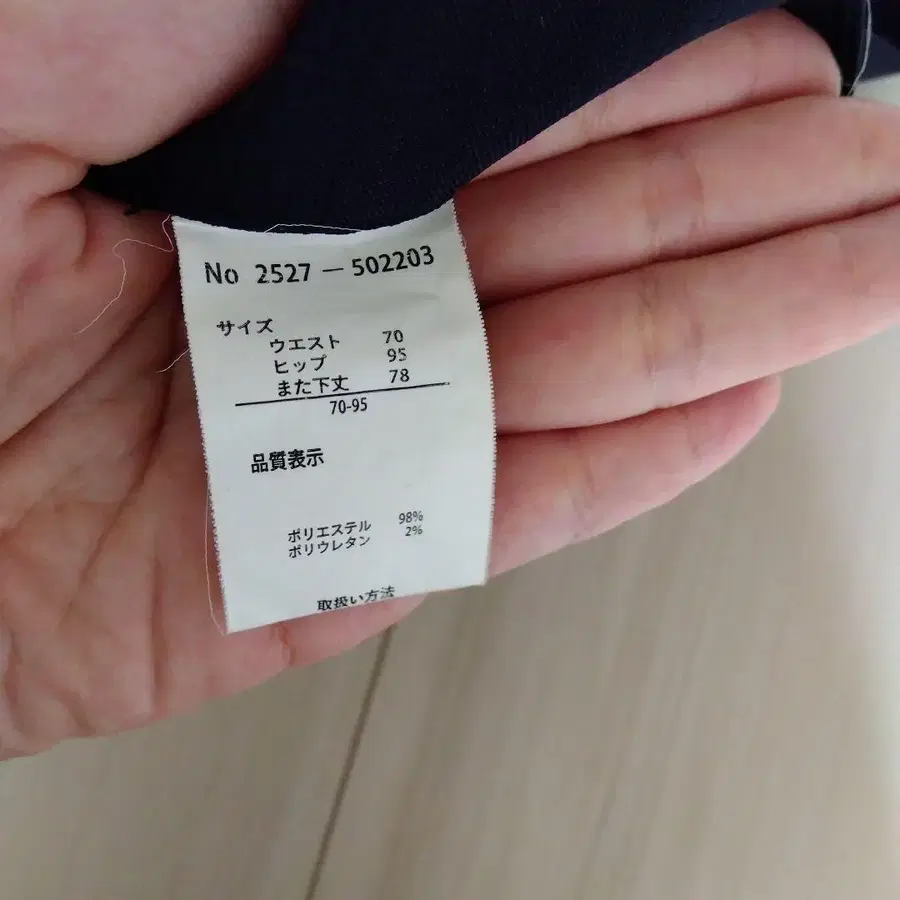 No 2527 — 502203
サイズ
ウエスト 70
ヒップ 95
また下丈 78
70-95
品質表示
ポリエステル 98%
ポリウレタン 2%
取扱い方法